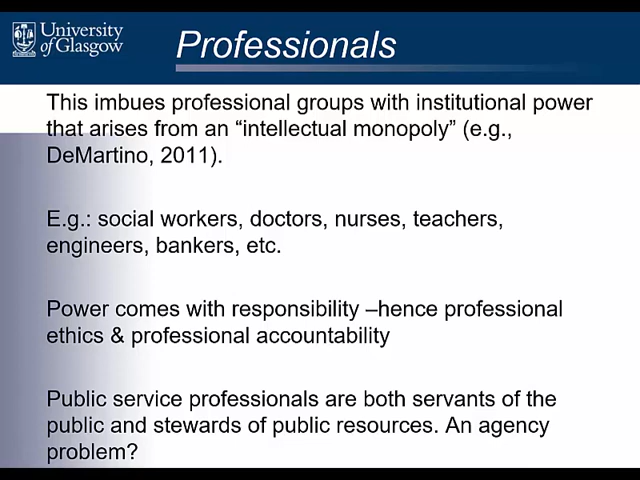 University
of Glasgow
Professionals
This imbues professional groups with institutional power
that arises from an “intellectual monopoly” (e.g.,
DeMartino, 2011).
E.g.: social workers, doctors, nurses, teachers,
engineers, bankers, etc.
Power comes with responsibility –hence professional
ethics & professional accountability
Public service professionals are both servants of the
public and stewards of public resources. An agency
problem?